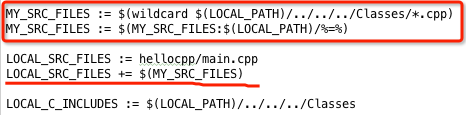 MY_SRC_FILES := $(wildcard $(LOCAL_PATH)/../../../Classes/*.cpp)
MY_SRC_FILES := $(MY_SRC_FILES:$(LOCAL_PATH)/%=%)
LOCAL_SRC_FILES := hellocpp/main.cpp
LOCAL_SRC_FILES += $(MY_SRC_FILES)
LOCAL_C_INCLUDES := $(LOCAL_PATH)/../../../Classes